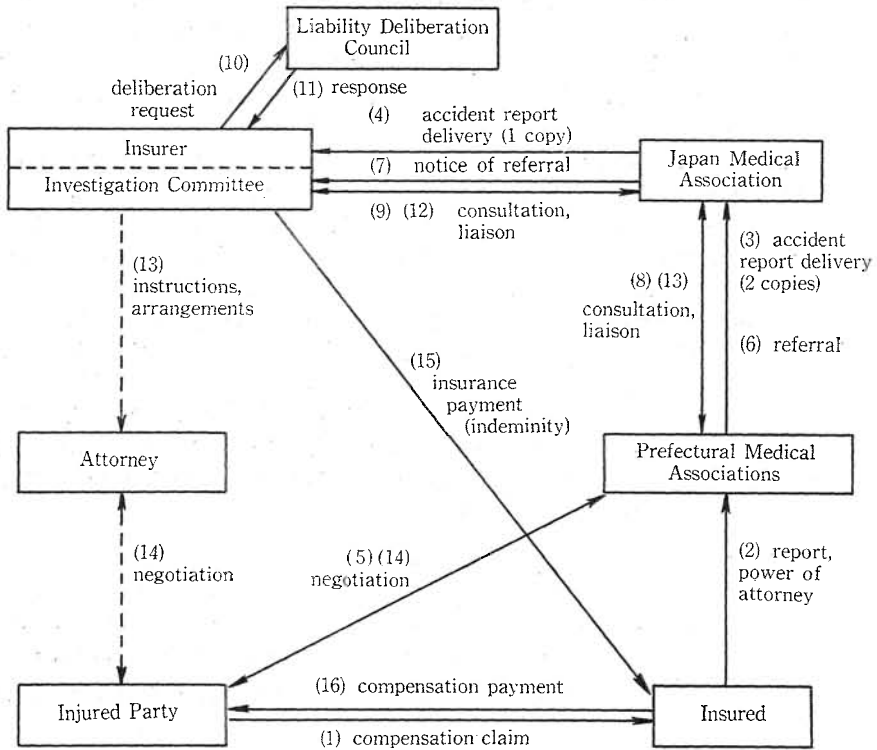 Liability Deliberation
Council
(10)
deliberation
request
(11) response
(4) accident report
delivery (1 copy)
Insurer
(7) notice of referral
Investigation Committee
Japan Medical
Association
(9) (12) consultation,
liaison
(13)
instructions,
arrangements
(3) accident
report delivery
(2 copies)
(8) (13)
consultation,
liaison
(6) referral
(15)
insurance
payment
(indeminity)
Attorney
Prefectural Medical
Associations
(14)
negotiation
(5) (14)
negotiation
(2) report,
power of
attorney
(16) compensation payment
Injured Party
Insured
(1) compensation claim